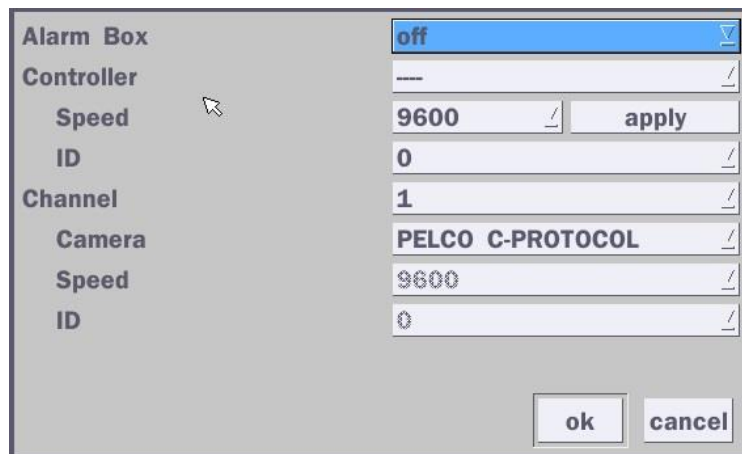 Alarm Box off
Controller ----
Speed 9600 apply
ID 0
Channel 1
Camera PELCO C-PROTOCOL
Speed 9600
ID 0
ok cancel